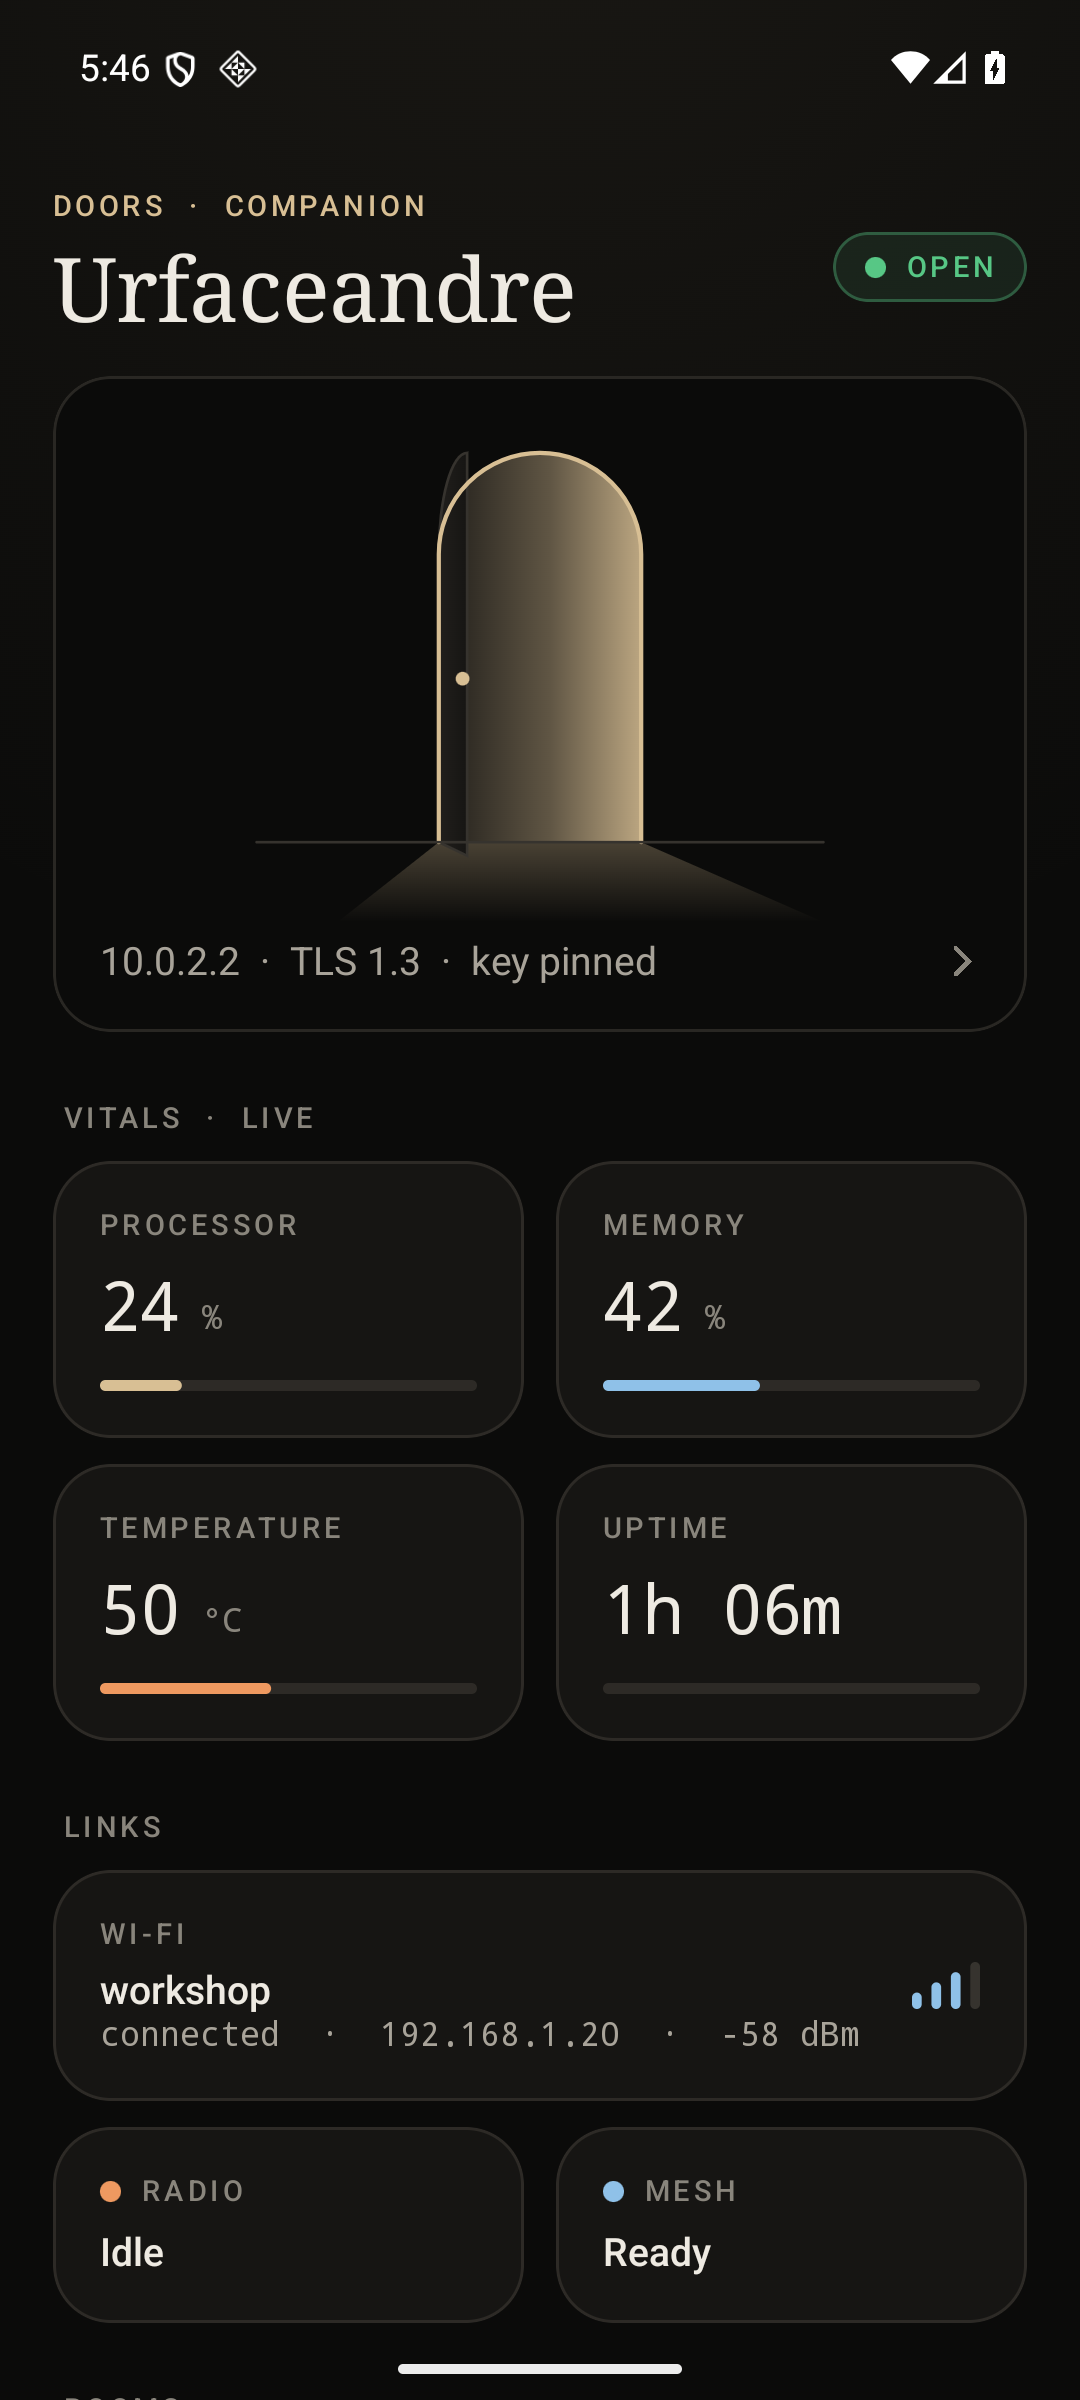 5:46
DOORS · COMPANION
Urfaceandre
OPEN
10.0.2.2 · TLS 1.3 · key pinned
VITALS · LIVE
PROCESSOR
24 %
MEMORY
42 %
TEMPERATURE
50 °C
UPTIME
1h 06m
LINKS
WI-FI
workshop
connected · 192.168.1.20 · -58 dBm
RADIO
Idle
MESH
Ready